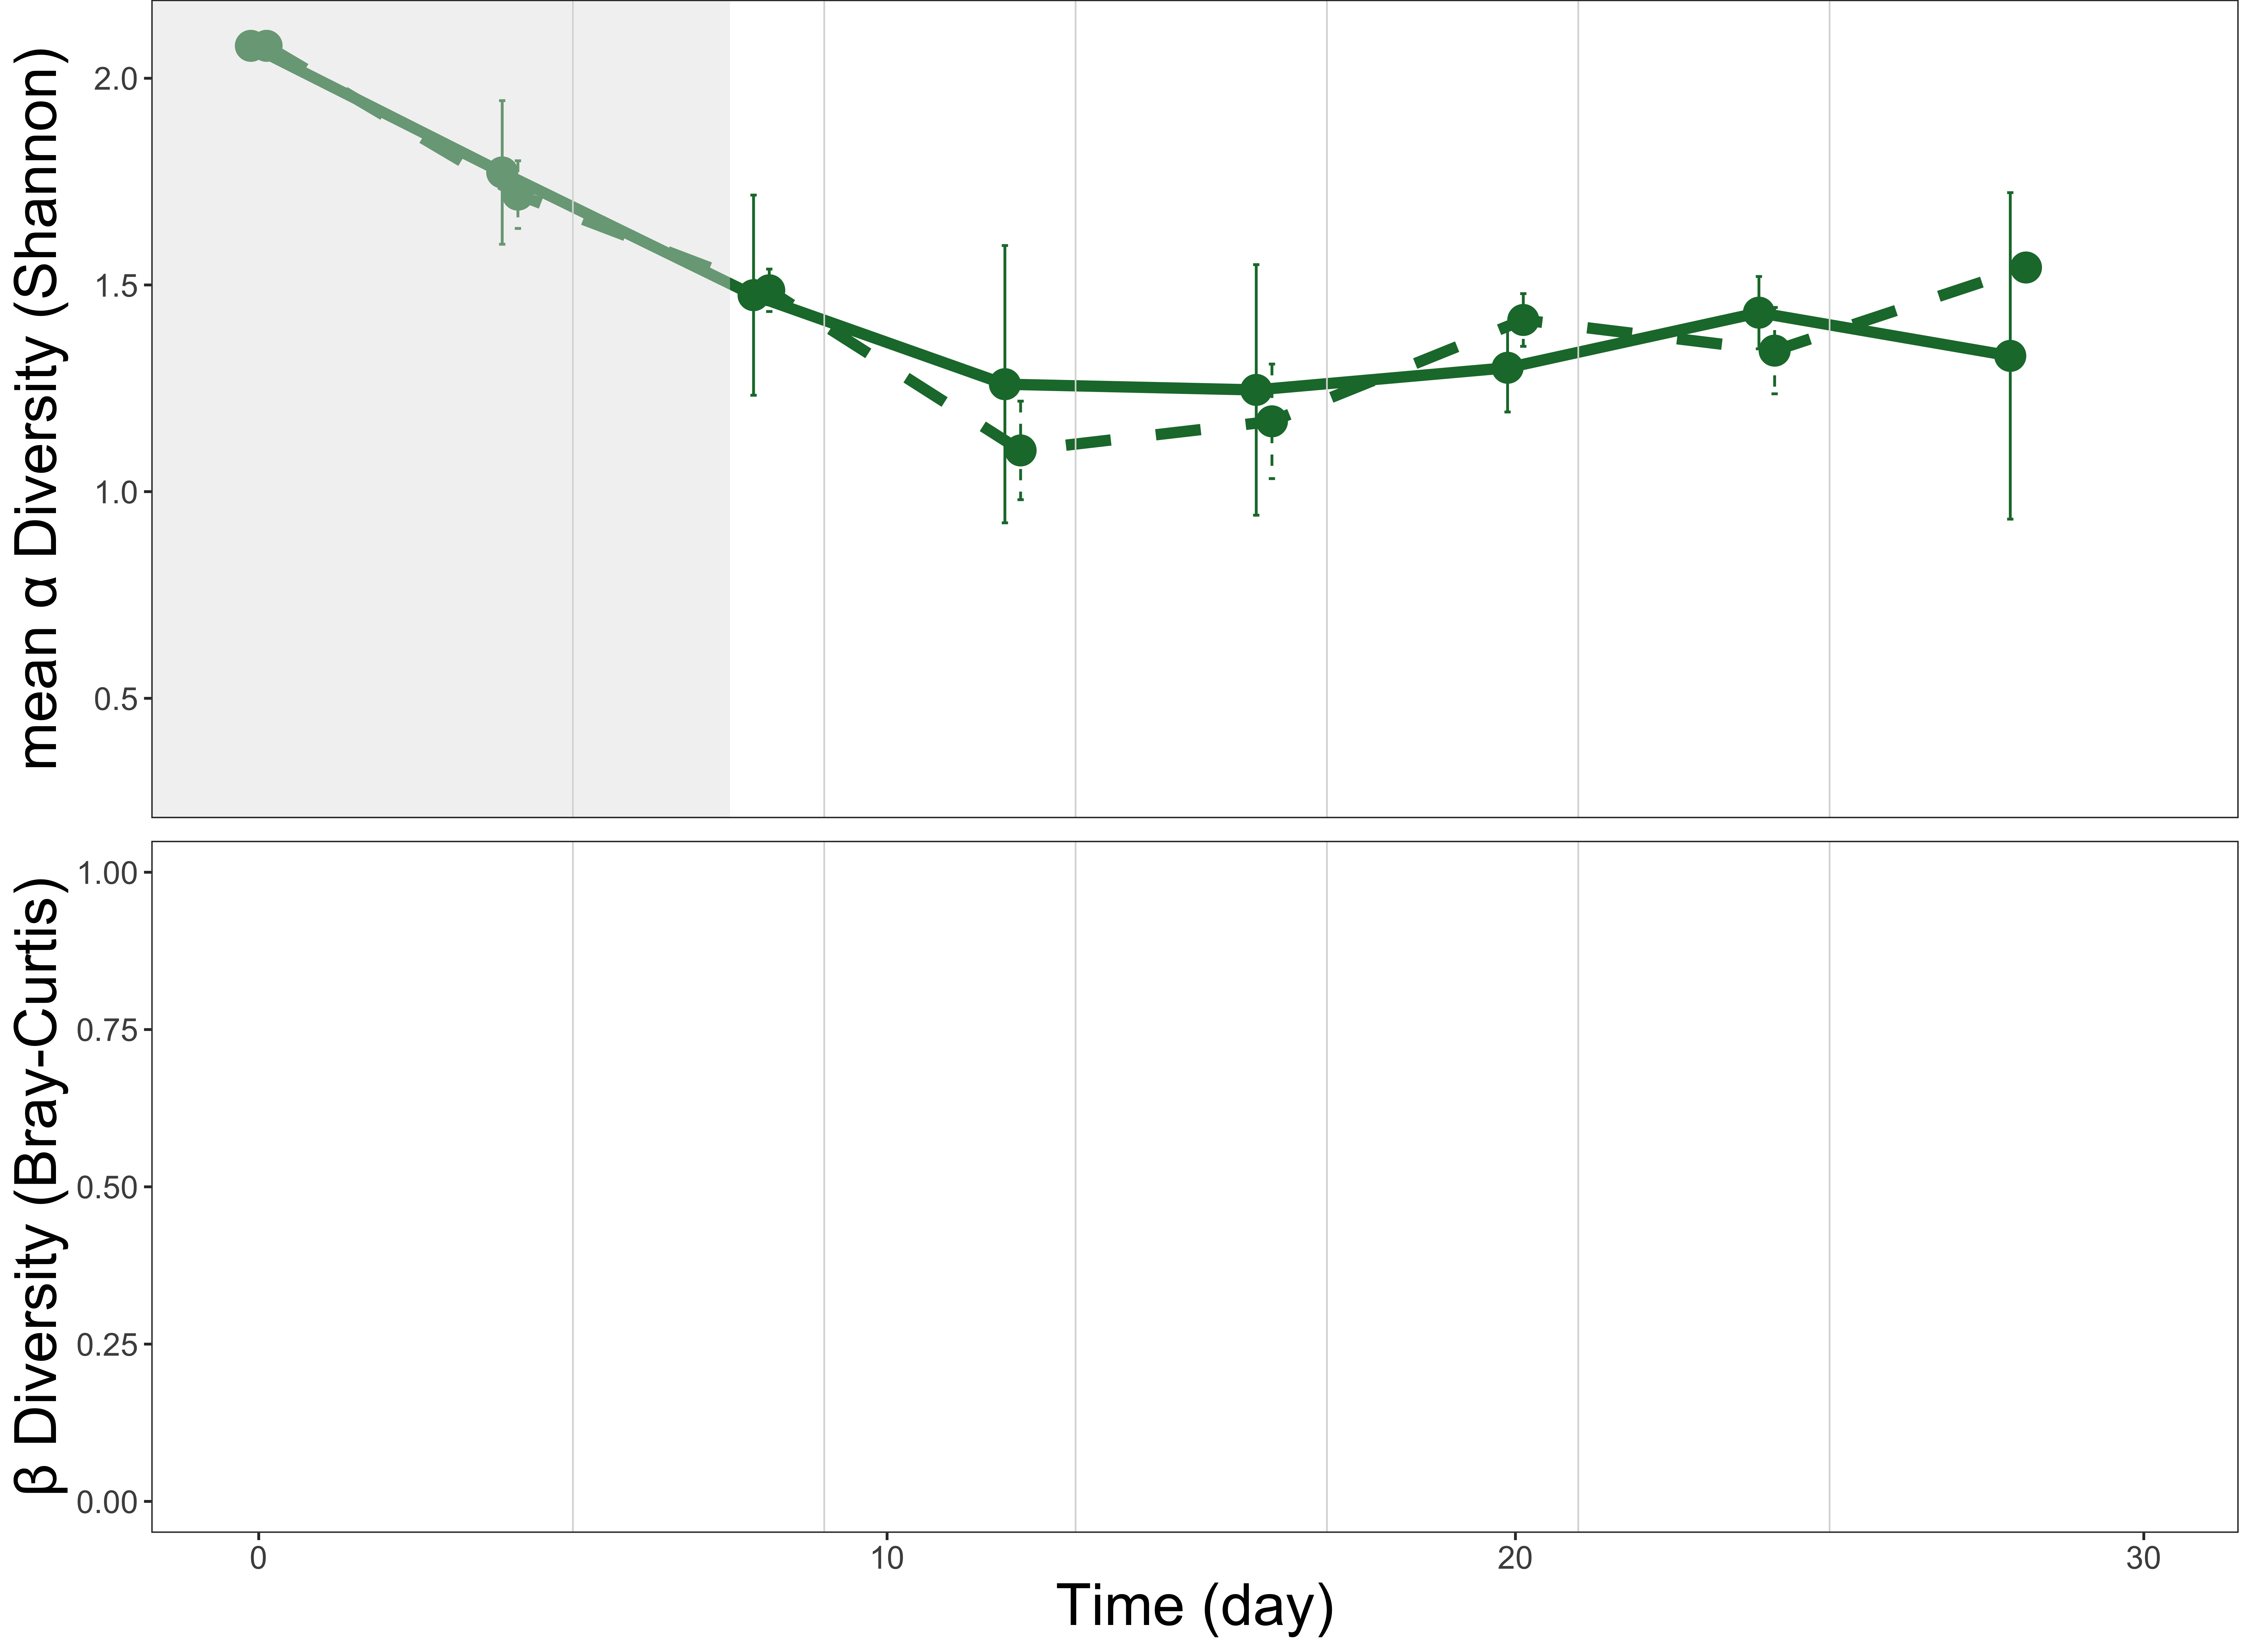 mean α Diversity (Shannon)
2.0
1.5
1.0
0.5
β Diversity (Bray-Curtis)
1.00
0.75
0.50
0.25
0.00
0 10 20 30
Time (day)